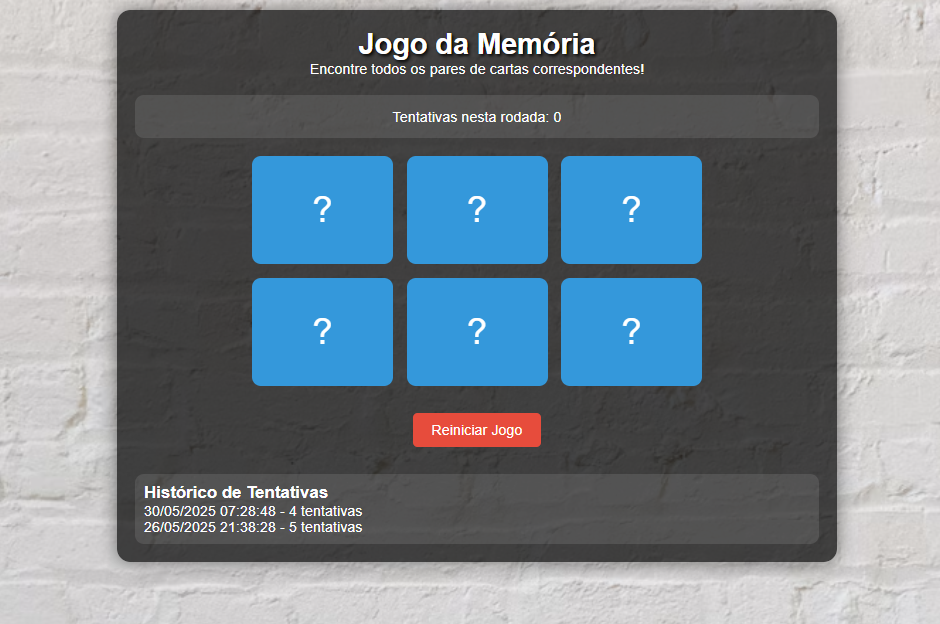 Jogo da Memória
Encontre todos os pares de cartas correspondentes!
Tentativas nesta rodada: 0
? ? ?
? ? ?
Reiniciar Jogo
Histórico de Tentativas
30/05/2025 07:28:48 - 4 tentativas
26/05/2025 21:38:28 - 5 tentativas